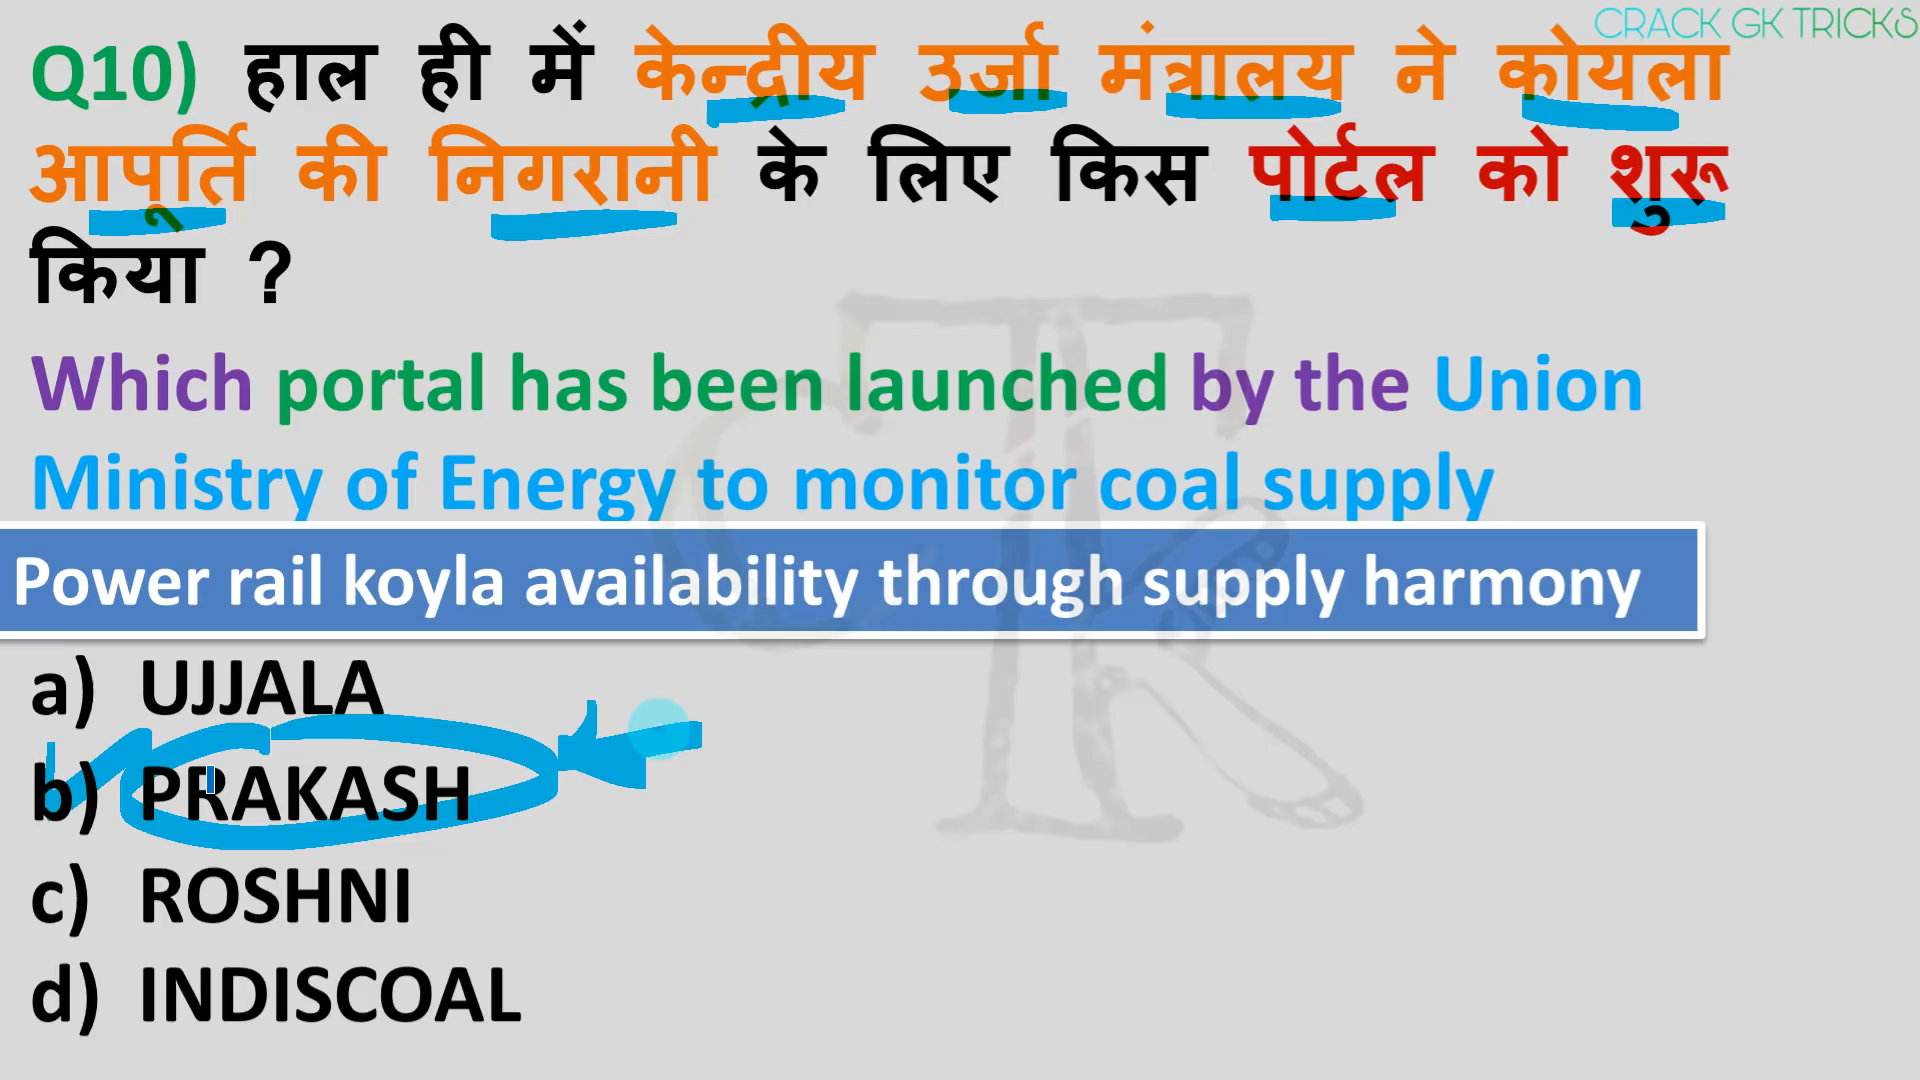 CRACK GK TRICKS
Q10) हाल ही में केन्द्रीय उर्जा मंत्रालय ने कोयला
आपूर्ति की निगरानी के लिए किस पोर्टल को शुरू
किया ?
Which portal has been launched by the Union
Ministry of Energy to monitor coal supply
Power rail koyla availability through supply harmony
a) UJJALA
b) PRAKASH
c) ROSHNI
d) INDISCOAL